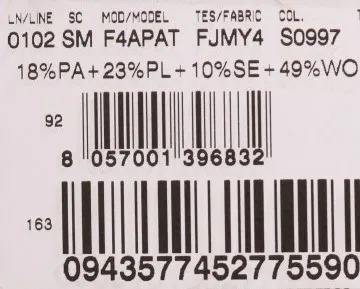 LN/LINE SC MOD/MODEL TES/FABRIC COL.
0102 SM F4APAT FJMY4 S0997
18%PA+23%PL+10%SE+49%WO
92
8 057001 396832
163
0943577452775590